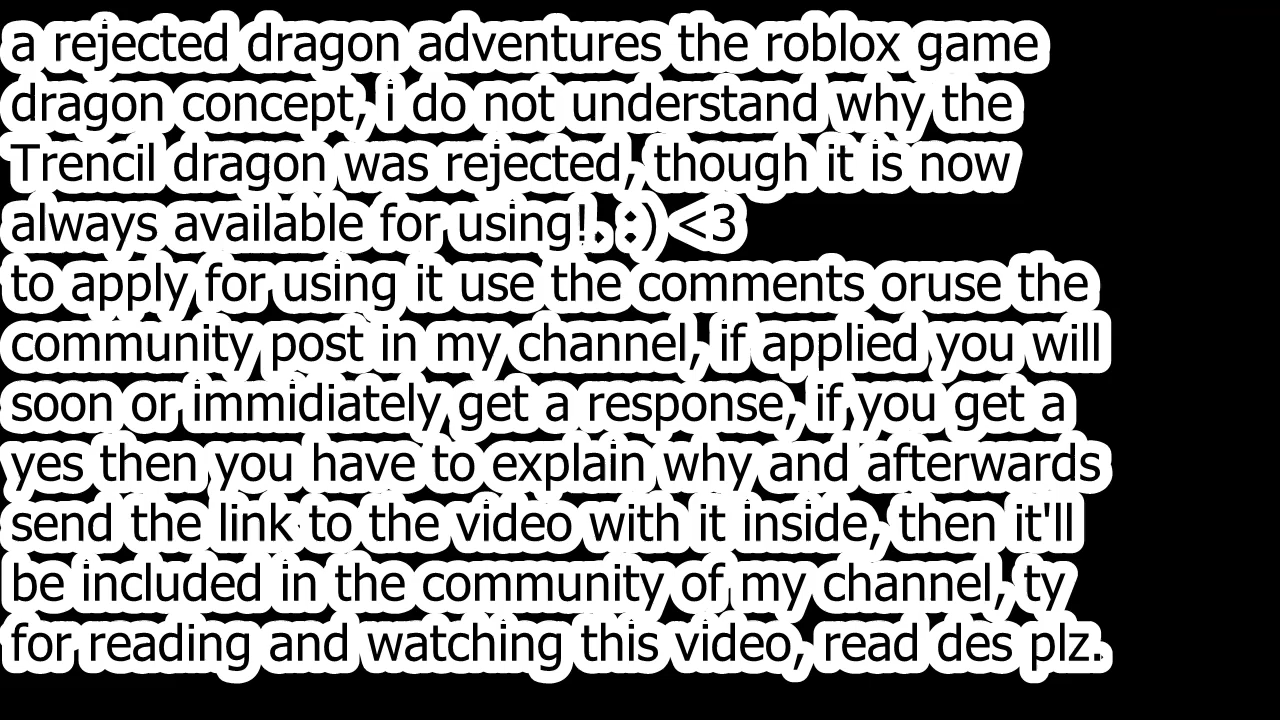 a rejected dragon adventures the roblox game
dragon concept, i do not understand why the
Trencil dragon was rejected, though it is now
always available for using!. :) <3
to apply for using it use the comments oruse the
community post in my channel, if applied you will
soon or immidiately get a response, if you get a
yes then you have to explain why and afterwards
send the link to the video with it inside, then it'll
be included in the community of my channel, ty
for reading and watching this video, read des plz.